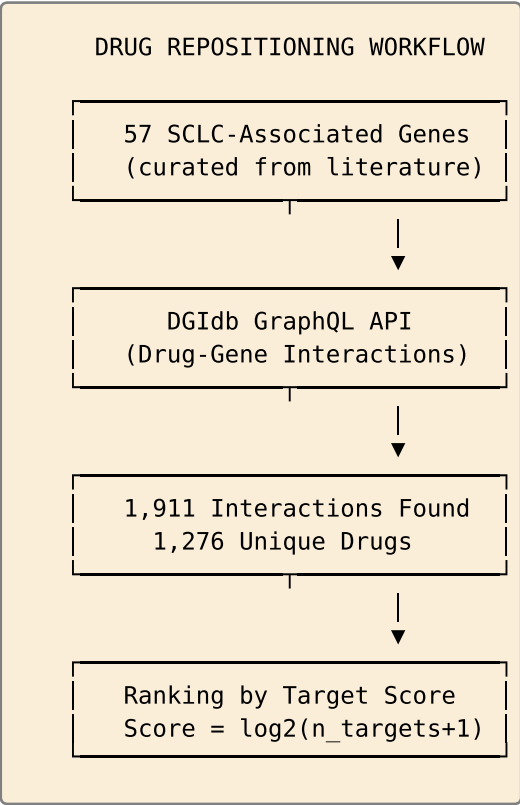 DRUG REPOSITIONING WORKFLOW
57 SCLC-Associated Genes
(curated from literature)
DGIdb GraphQL API
(Drug-Gene Interactions)
1,911 Interactions Found
1,276 Unique Drugs
Ranking by Target Score
Score = log2(n_targets+1)